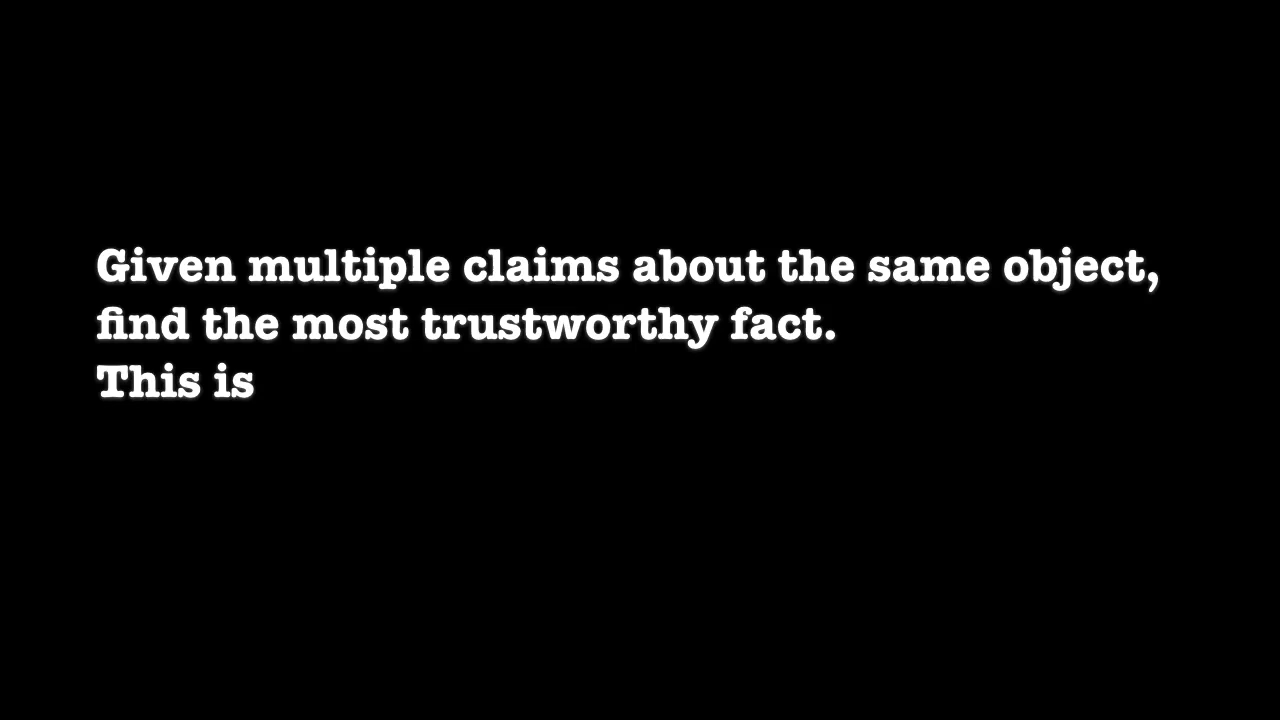 Given multiple claims about the same object,
find the most trustworthy fact.
This is